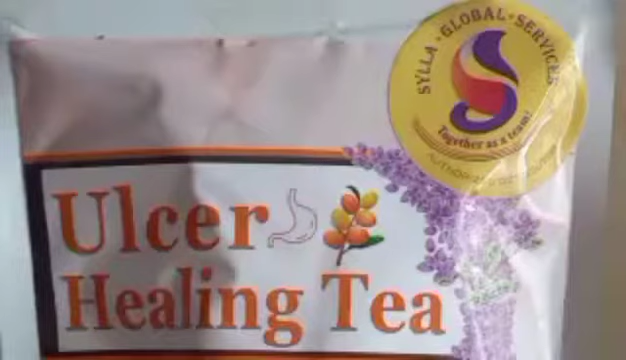 SYLLA • GLOBAL • SERVICES
Together as a team!
Ulcer
Healing Tea